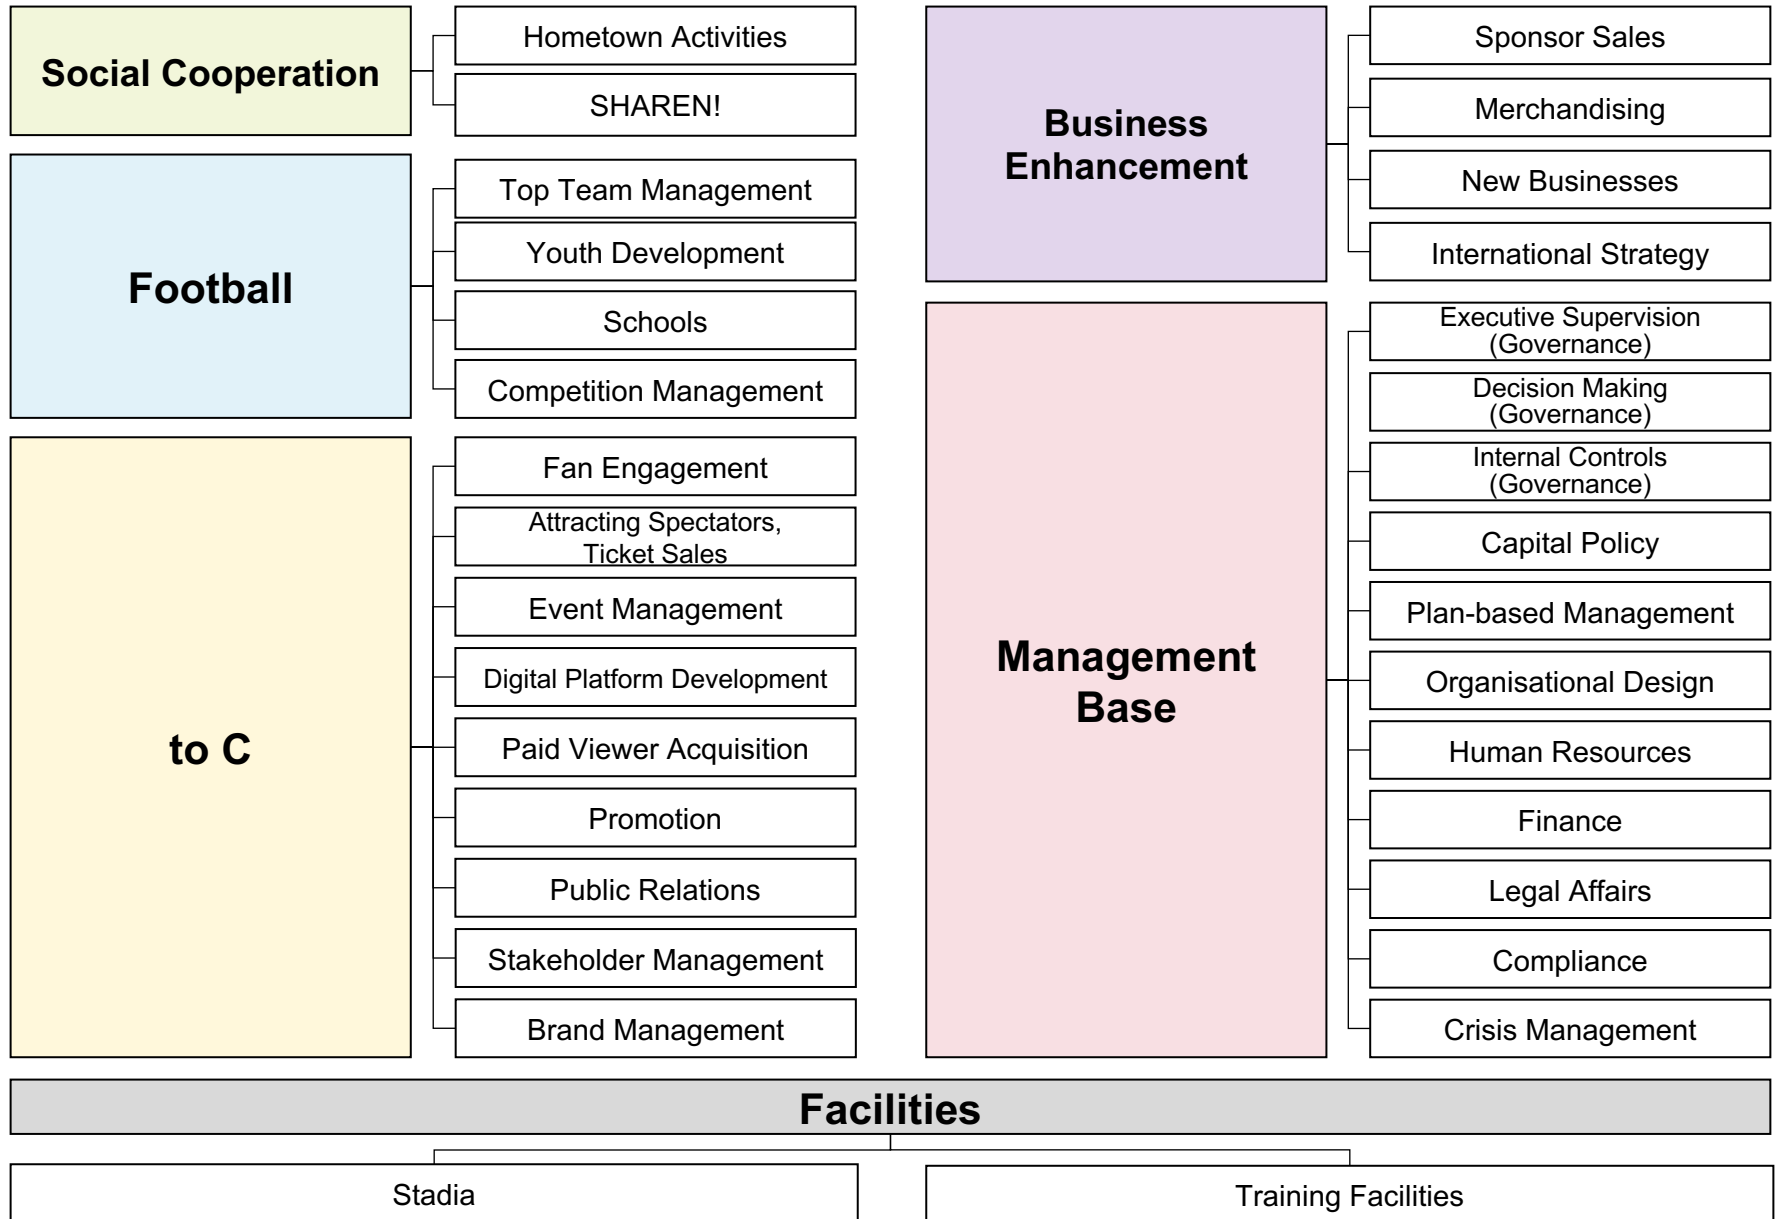 Social Cooperation
Hometown Activities
SHAREN!
Football
Top Team Management
Youth Development
Schools
Competition Management
to C
Fan Engagement
Attracting Spectators,
Ticket Sales
Event Management
Digital Platform Development
Paid Viewer Acquisition
Promotion
Public Relations
Stakeholder Management
Brand Management
Business
Enhancement
Sponsor Sales
Merchandising
New Businesses
International Strategy
Management
Base
Executive Supervision
(Governance)
Decision Making
(Governance)
Internal Controls
(Governance)
Capital Policy
Plan-based Management
Organisational Design
Human Resources
Finance
Legal Affairs
Compliance
Crisis Management
Facilities
Stadia
Training Facilities